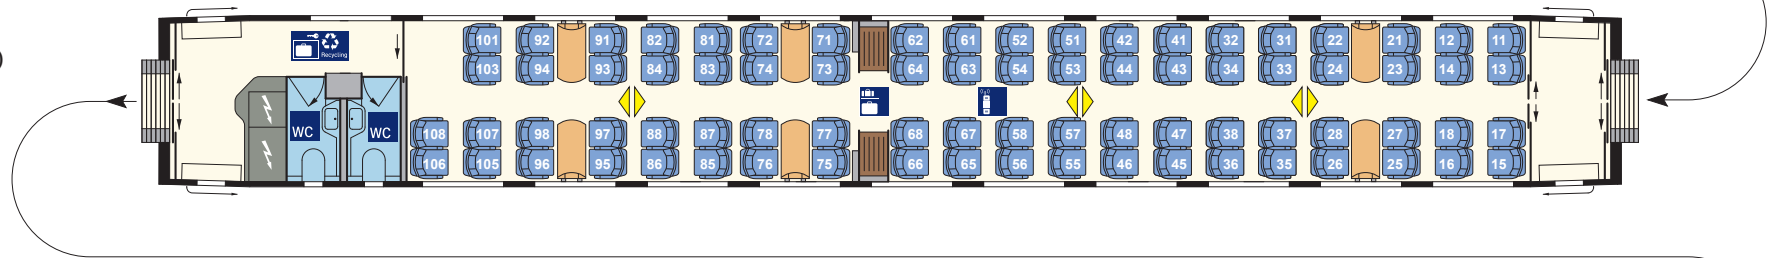 Recycling
101 92 91 82 81 72 71 62 61 52 51 42 41 32 31 22 21 12 11
103 94 93 84 83 74 73 64 63 54 53 44 43 34 33 24 23 14 13
WC WC
108 107 98 97 88 87 78 77 68 67 58 57 48 47 38 37 28 27 18 17
106 105 96 95 86 85 76 75 66 65 56 55 46 45 36 35 26 25 16 15